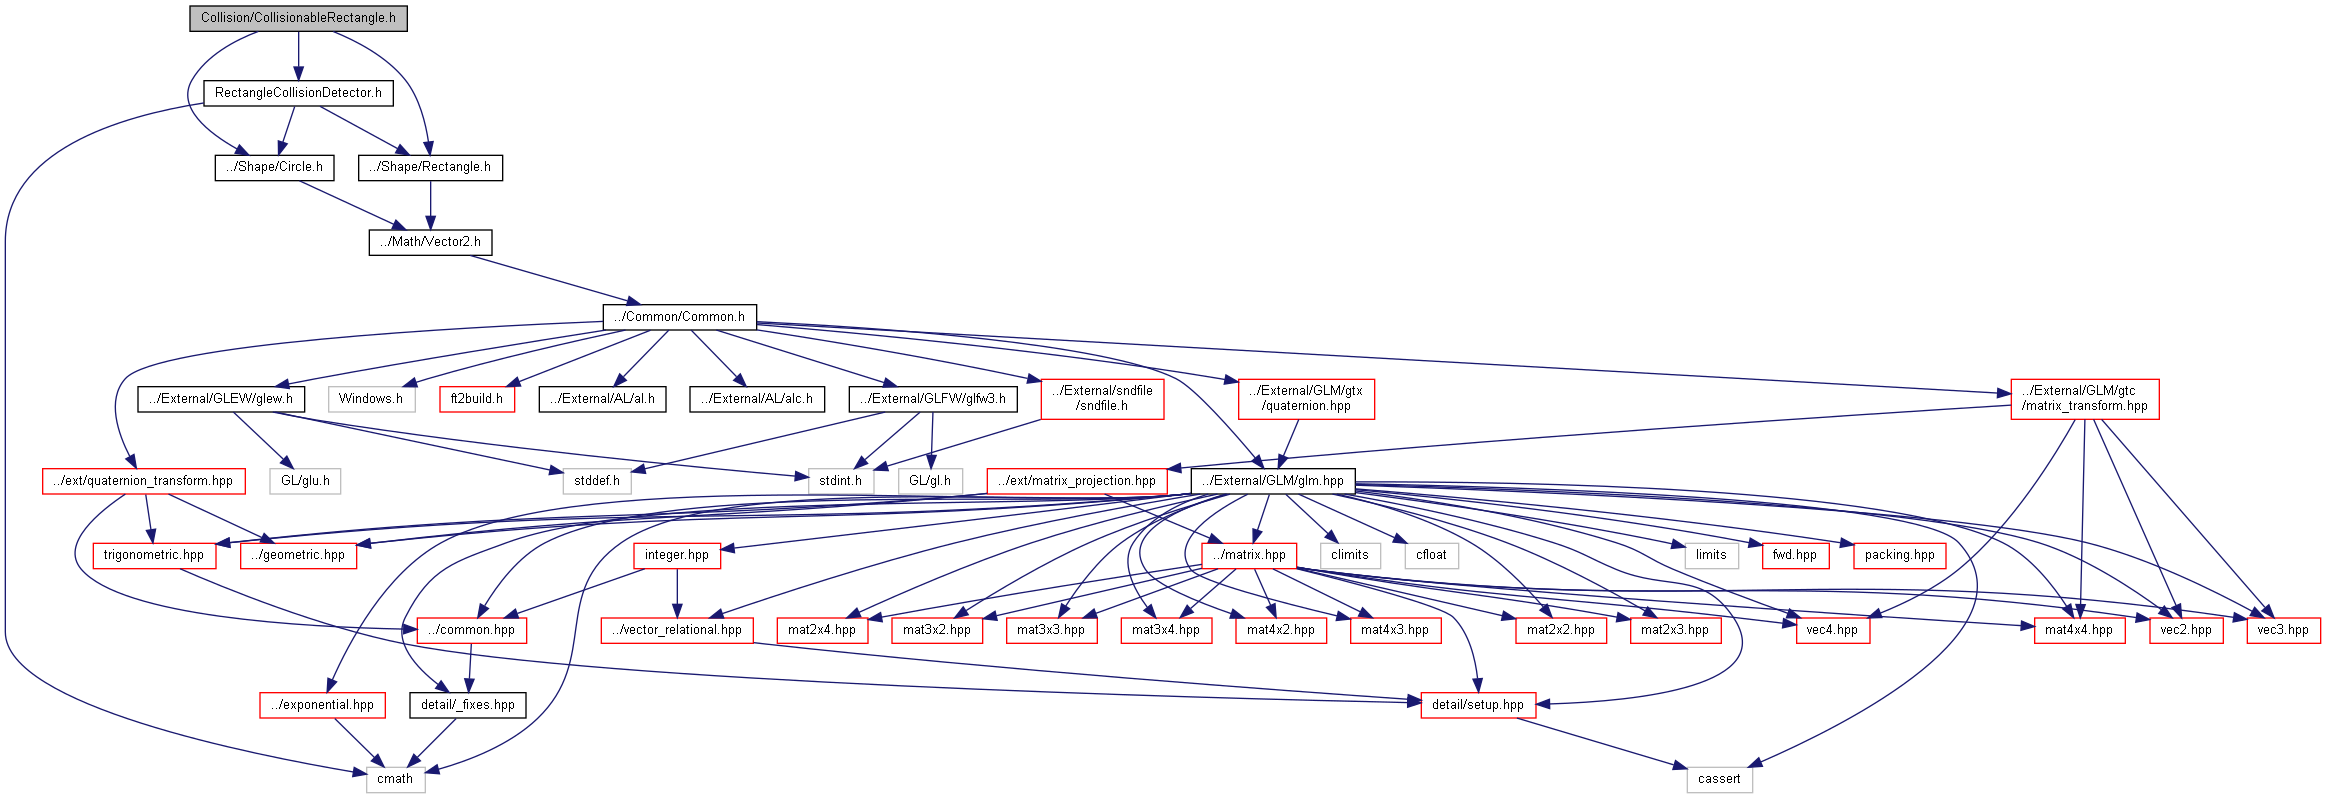 Collision/CollisionableRectangle.h
RectangleCollisionDetector.h
../Shape/Circle.h
../Shape/Rectangle.h
../Math/Vector2.h
../Common/Common.h
../External/GLEW/glew.h
Windows.h
ft2build.h
../External/AL/al.h
../External/AL/alc.h
../External/GLFW/glfw3.h
../External/sndfile
/sndfile.h
../External/GLM/gtx
/quaternion.hpp
../External/GLM/gtc
/matrix_transform.hpp
../ext/quaternion_transform.hpp
GL/glu.h
stddef.h
stdint.h
GL/gl.h
../ext/matrix_projection.hpp
../External/GLM/glm.hpp
trigonometric.hpp
../geometric.hpp
integer.hpp
../matrix.hpp
climits
cfloat
limits
fwd.hpp
packing.hpp
../common.hpp
../vector_relational.hpp
mat2x4.hpp
mat3x2.hpp
mat3x3.hpp
mat3x4.hpp
mat4x2.hpp
mat4x3.hpp
mat2x2.hpp
mat2x3.hpp
vec4.hpp
mat4x4.hpp
vec2.hpp
vec3.hpp
../exponential.hpp
detail/_fixes.hpp
detail/setup.hpp
cmath
cassert